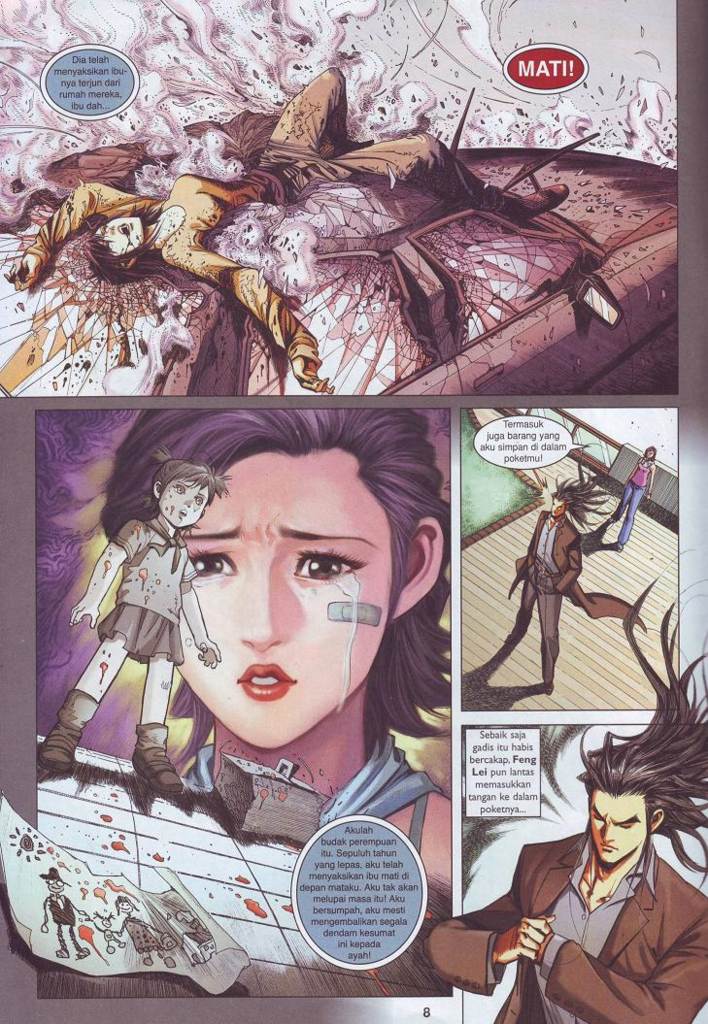 Dia telah
menyaksikan ibu-
nya terjun dari
rumah mereka,
ibu dah...
MATI!
Termasuk
juga barang yang
aku simpan di dalam
poketmu!
Sebaik saja
gadis itu habis
bercakap, Feng
Lei pun lantas
memasukkan
tangan ke dalam
poketnya...
Akulah
budak perempuan
itu. Sepuluh tahun
yang lepas, aku telah
menyaksikan ibu mati di
depan mataku. Aku tak akan
melupai masa itu! Aku
bersumpah, aku mesti
mengembalikan segala
dendam kesumat
ini kepada
ayah!
8